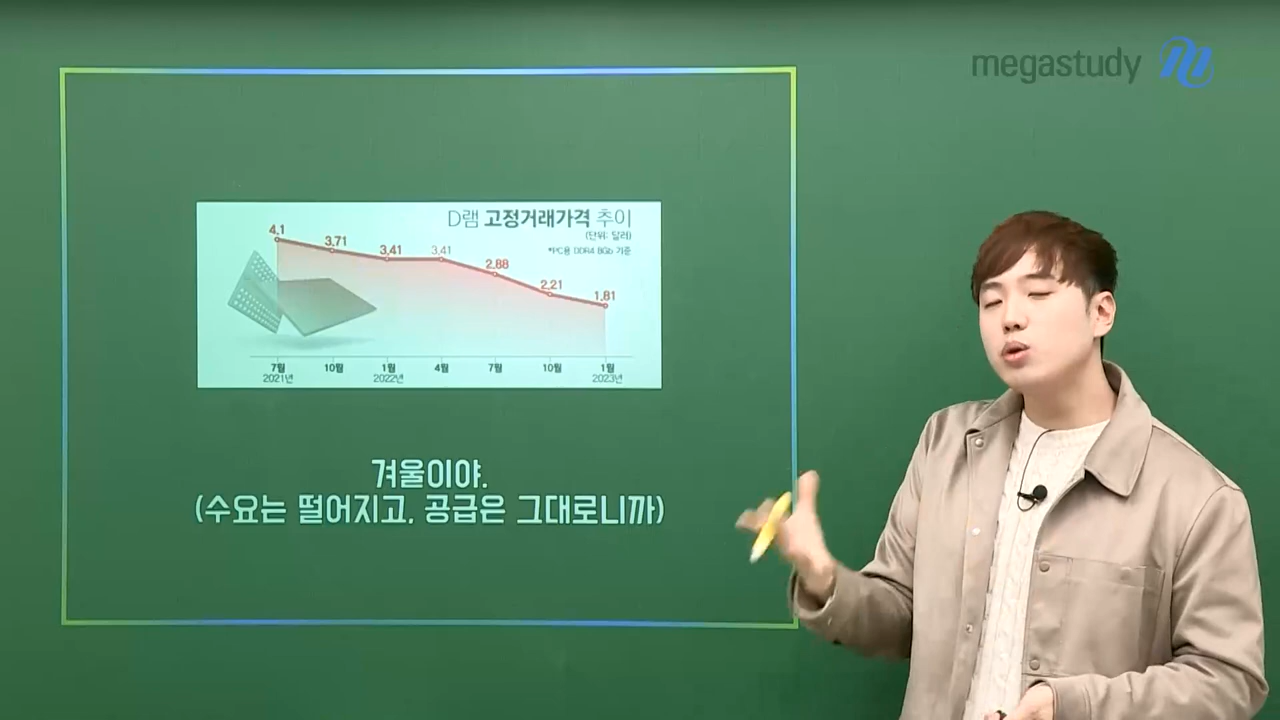 megastudy
D램 고정거래가격 추이
(단위: 달러)
*PC용 DDR4 8Gb 기준
4.1
3.71
3.41
3.41
2.88
2.21
1.81
7월 10월 1월 4월 7월 10월 1월
2021년 2022년 2023년
겨울이야.
(수요는 떨어지고, 공급은 그대로니까)